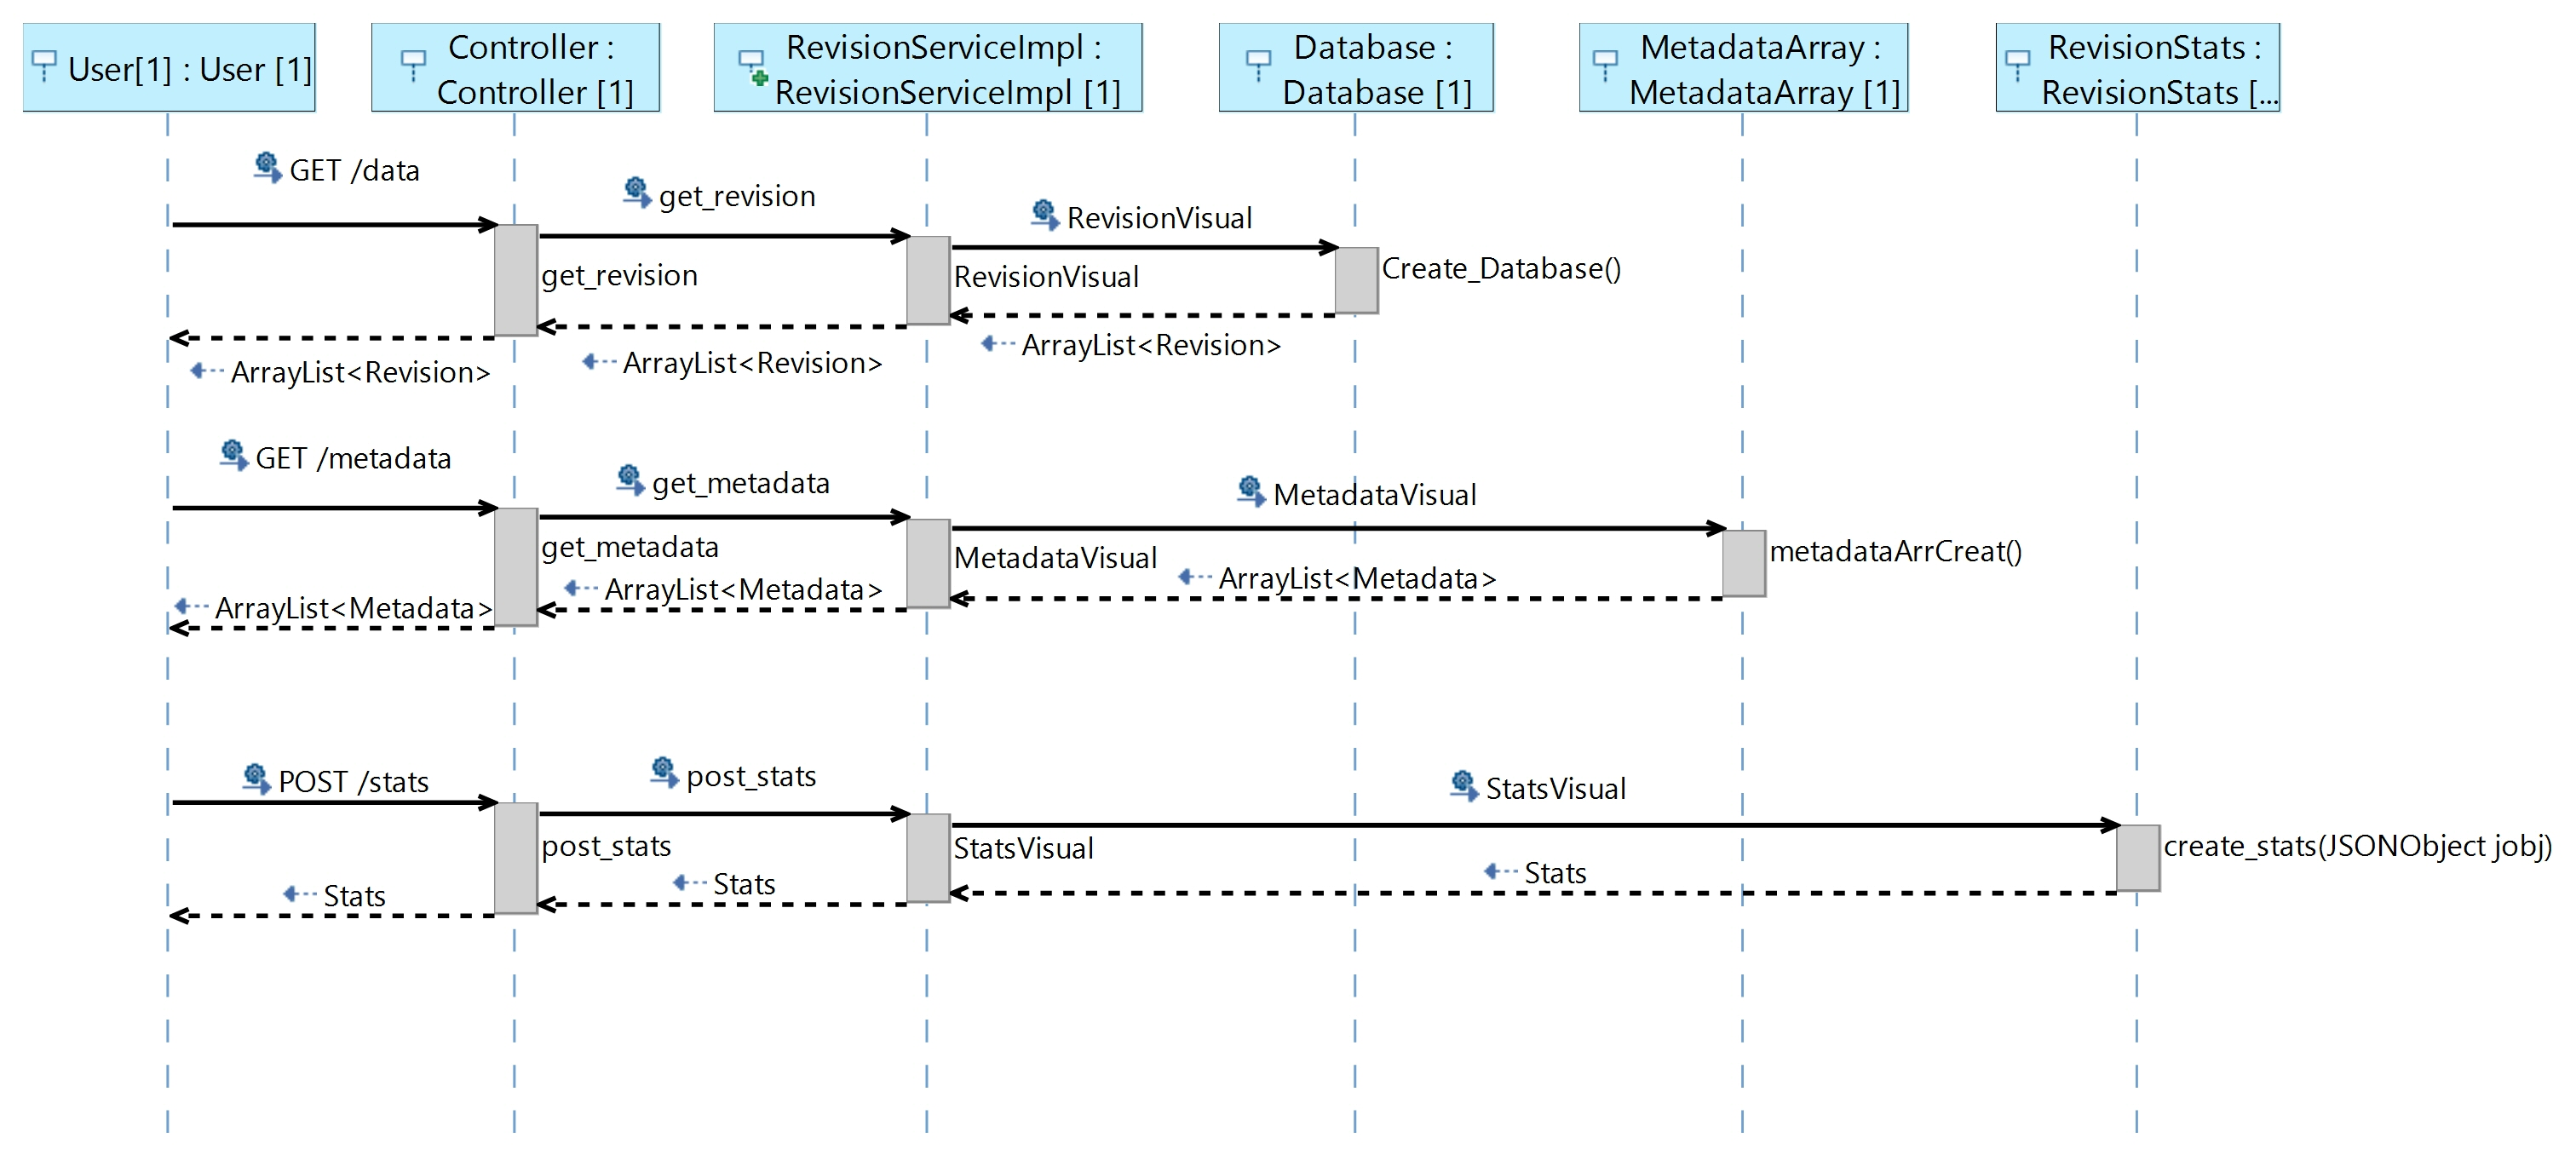 User[1] : User [1]
Controller :
Controller [1]
RevisionServiceImpl :
RevisionServiceImpl [1]
Database :
Database [1]
MetadataArray :
MetadataArray [1]
RevisionStats :
RevisionStats [...
GET /data
get_revision
RevisionVisual
get_revision
RevisionVisual
Create_Database()
ArrayList<Revision>
ArrayList<Revision>
ArrayList<Revision>
GET /metadata
get_metadata
MetadataVisual
get_metadata
MetadataVisual
metadataArrCreat()
ArrayList<Metadata>
ArrayList<Metadata>
ArrayList<Metadata>
POST /stats
post_stats
StatsVisual
post_stats
StatsVisual
create_stats(JSONObject jobj)
Stats
Stats
Stats